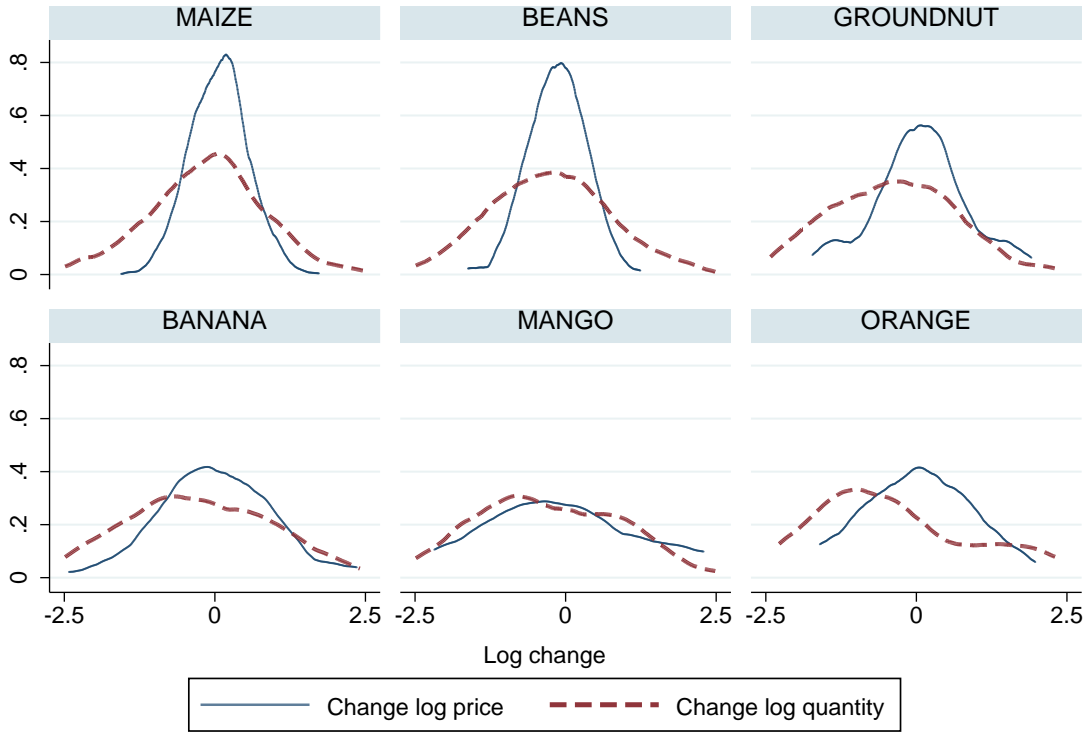 MAIZE BEANS GROUNDNUT
.8
.6
.4
.2
0
BANANA MANGO ORANGE
.8
.6
.4
.2
0
-2.5 0 2.5 -2.5 0 2.5 -2.5 0 2.5
Log change
Change log price Change log quantity